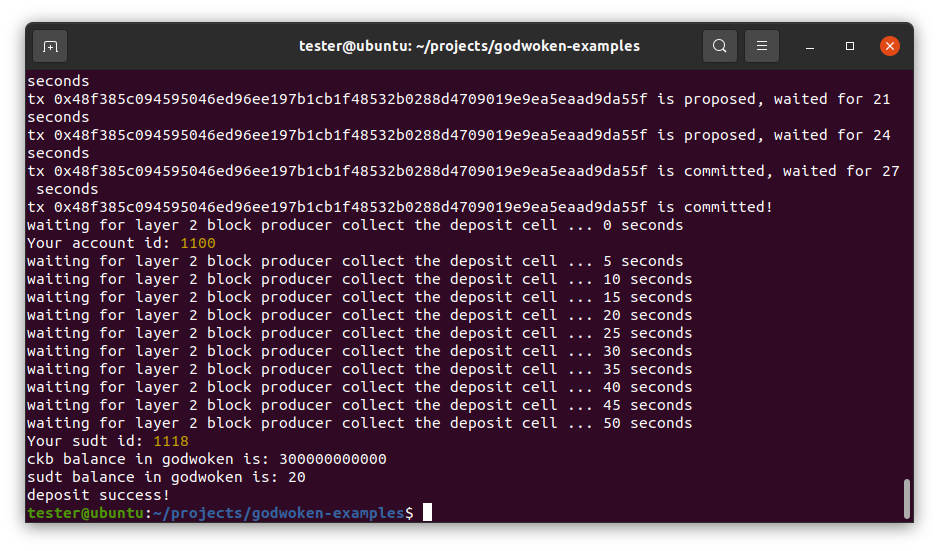 tester@ubuntu: ~/projects/godwoken-examples
seconds
tx 0x48f385c094595046ed96ee197b1cb1f48532b0288d4709019e9ea5eaad9da55f is proposed, waited for 21
seconds
tx 0x48f385c094595046ed96ee197b1cb1f48532b0288d4709019e9ea5eaad9da55f is proposed, waited for 24
seconds
tx 0x48f385c094595046ed96ee197b1cb1f48532b0288d4709019e9ea5eaad9da55f is committed, waited for 27
 seconds
tx 0x48f385c094595046ed96ee197b1cb1f48532b0288d4709019e9ea5eaad9da55f is committed!
waiting for layer 2 block producer collect the deposit cell ... 0 seconds
Your account id: 1100
waiting for layer 2 block producer collect the deposit cell ... 5 seconds
waiting for layer 2 block producer collect the deposit cell ... 10 seconds
waiting for layer 2 block producer collect the deposit cell ... 15 seconds
waiting for layer 2 block producer collect the deposit cell ... 20 seconds
waiting for layer 2 block producer collect the deposit cell ... 25 seconds
waiting for layer 2 block producer collect the deposit cell ... 30 seconds
waiting for layer 2 block producer collect the deposit cell ... 35 seconds
waiting for layer 2 block producer collect the deposit cell ... 40 seconds
waiting for layer 2 block producer collect the deposit cell ... 45 seconds
waiting for layer 2 block producer collect the deposit cell ... 50 seconds
Your sudt id: 1118
ckb balance in godwoken is: 300000000000
sudt balance in godwoken is: 20
deposit success!
tester@ubuntu:~/projects/godwoken-examples$